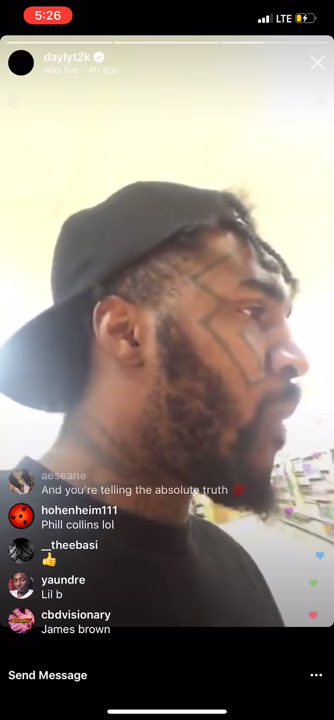 5:26
LTE
daylyt2k
was live · 4h ago
aeseane
And you're telling the absolute truth
hohenheim111
Phill collins lol
__theebasi
👍
yaundre
Lil b
cbdvisionary
James brown
Send Message